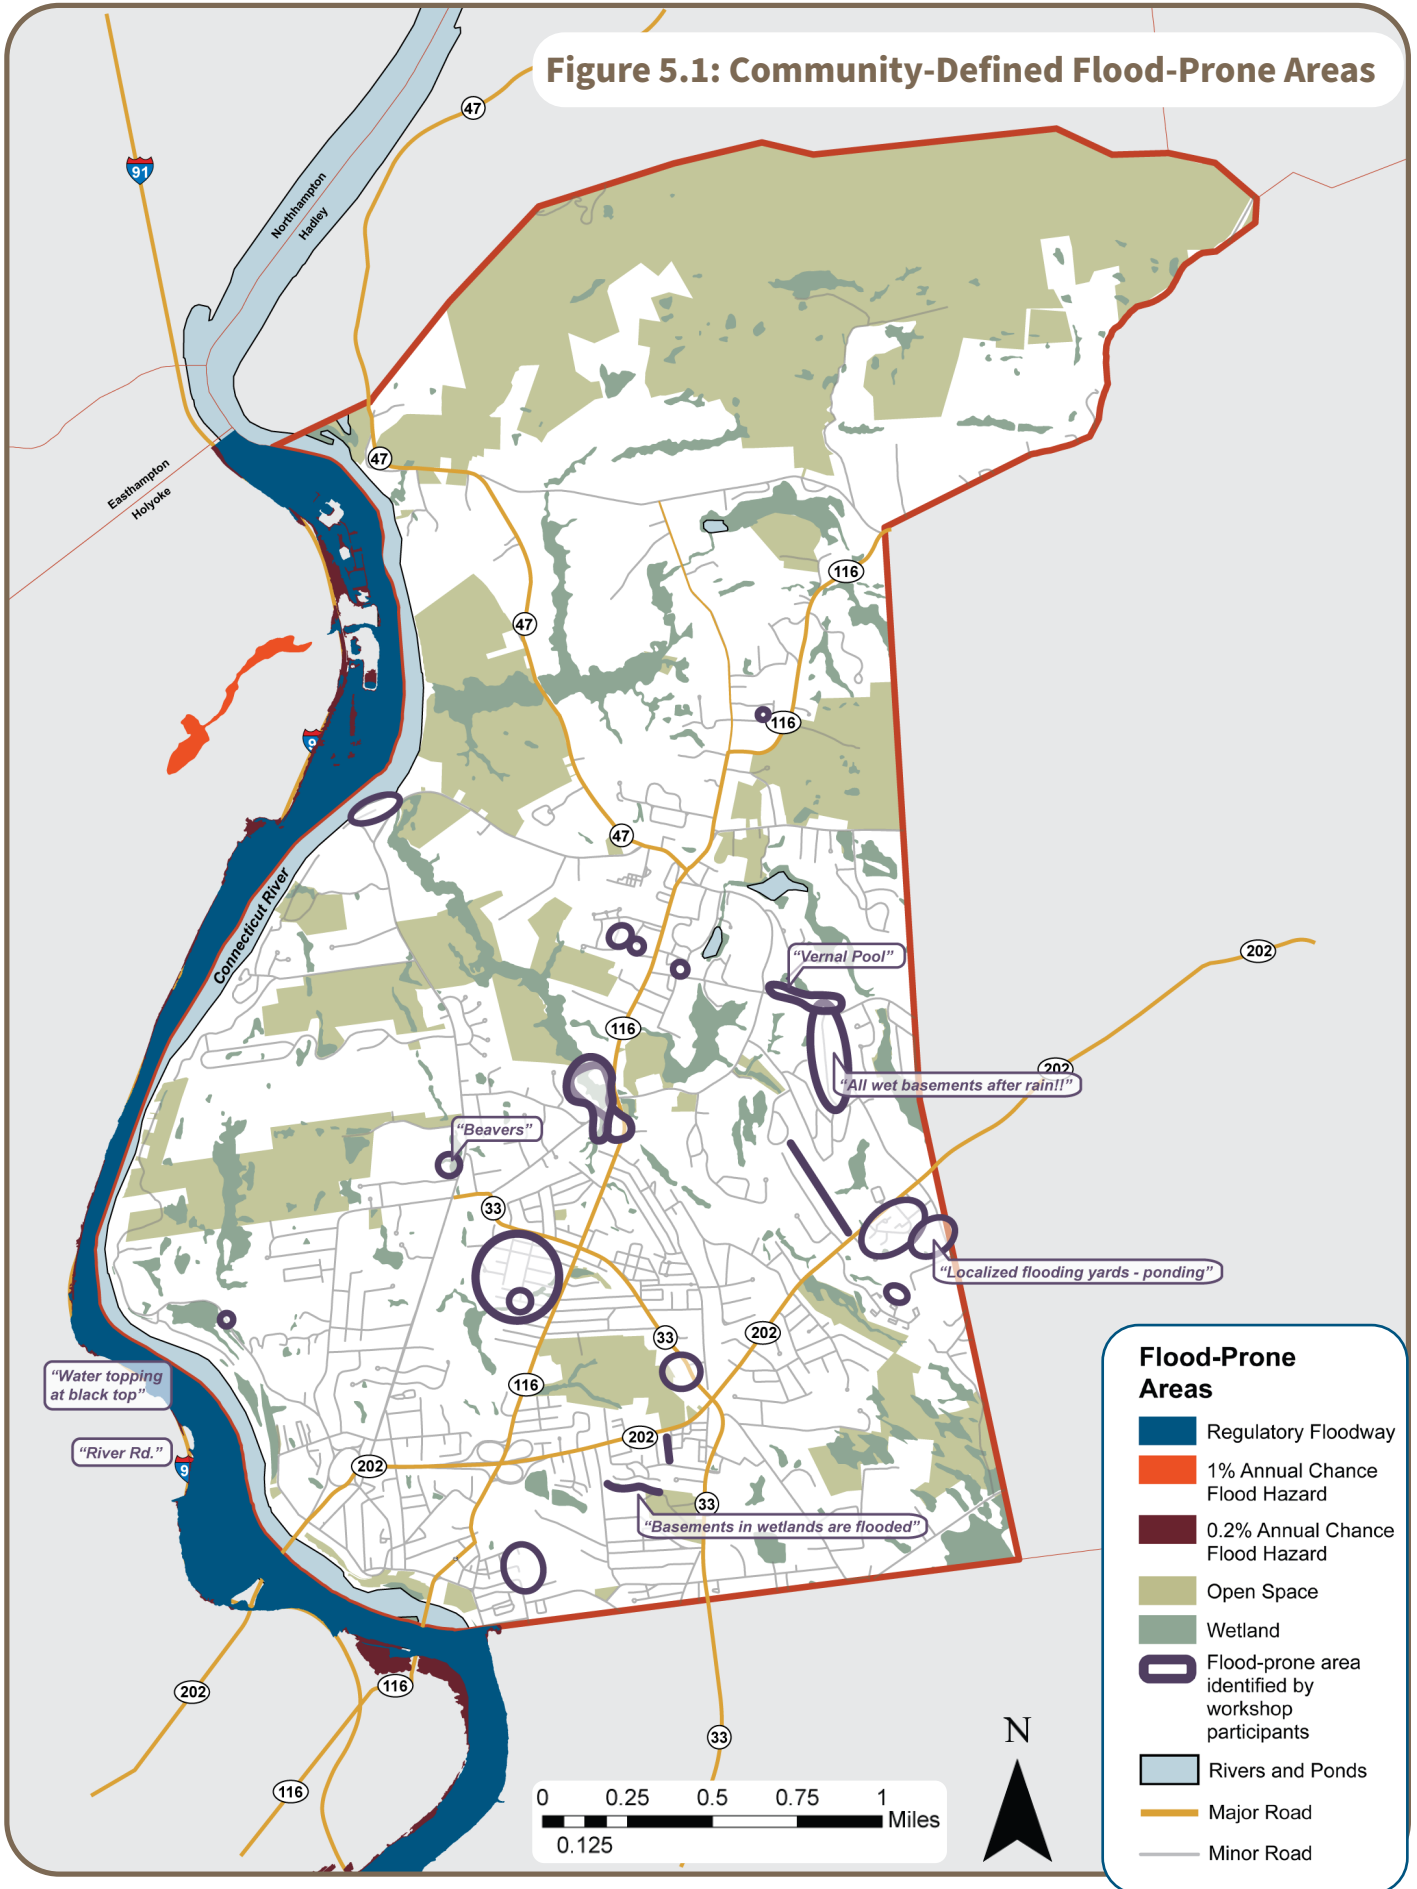 Figure 5.1: Community-Defined Flood-Prone Areas
47
91
Northhampton
Hadley
47
Easthampton
Holyoke
116
47
116
9
47
Connecticut River
“Vernal Pool”
202
116
202
“All wet basements after rain!!”
“Beavers”
33
“Localized flooding yards - ponding”
33
202
“Water topping
at black top”
116
202
“River Rd.”
202
9
33
“Basements in wetlands are flooded”
202
116
116
33
N
0 0.25 0.5 0.75 1
Miles
0.125
Flood-Prone
Areas
Regulatory Floodway
1% Annual Chance
Flood Hazard
0.2% Annual Chance
Flood Hazard
Open Space
Wetland
Flood-prone area
identified by
workshop
participants
Rivers and Ponds
Major Road
Minor Road